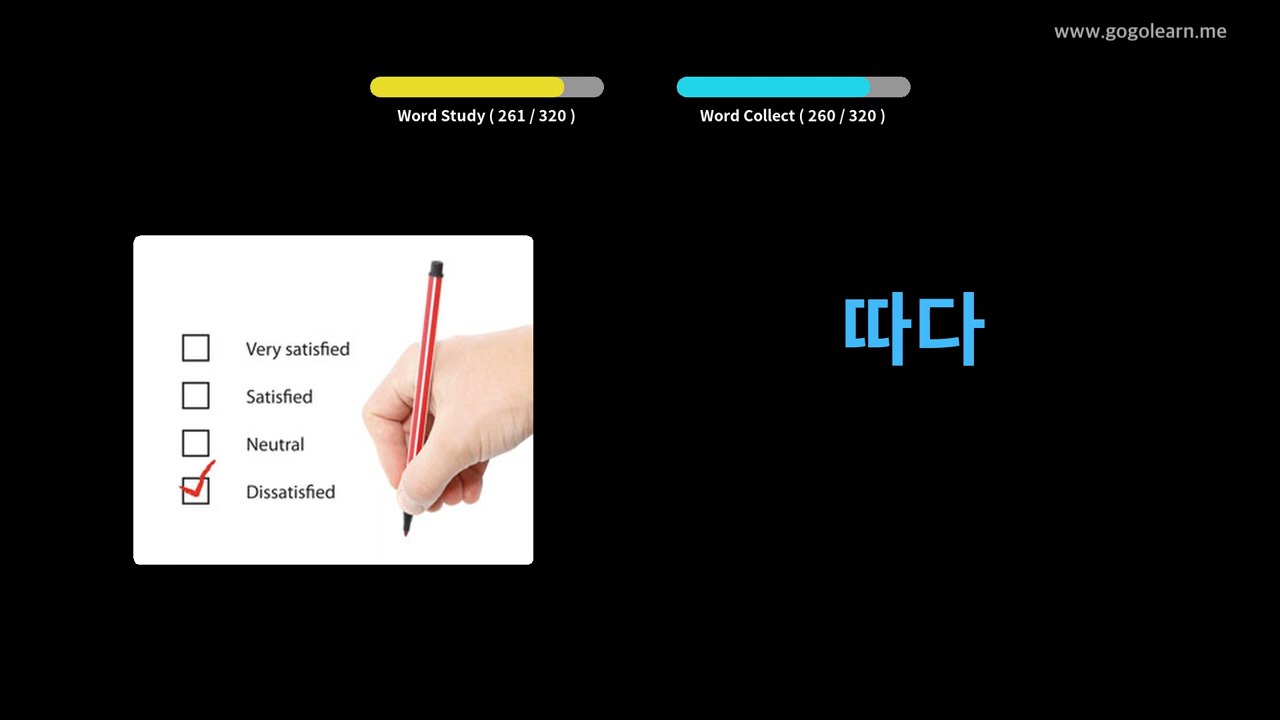 www.gogolearn.me
Word Study ( 261 / 320 )
Word Collect ( 260 / 320 )
Very satisfied
Satisfied
Neutral
Dissatisfied
따다